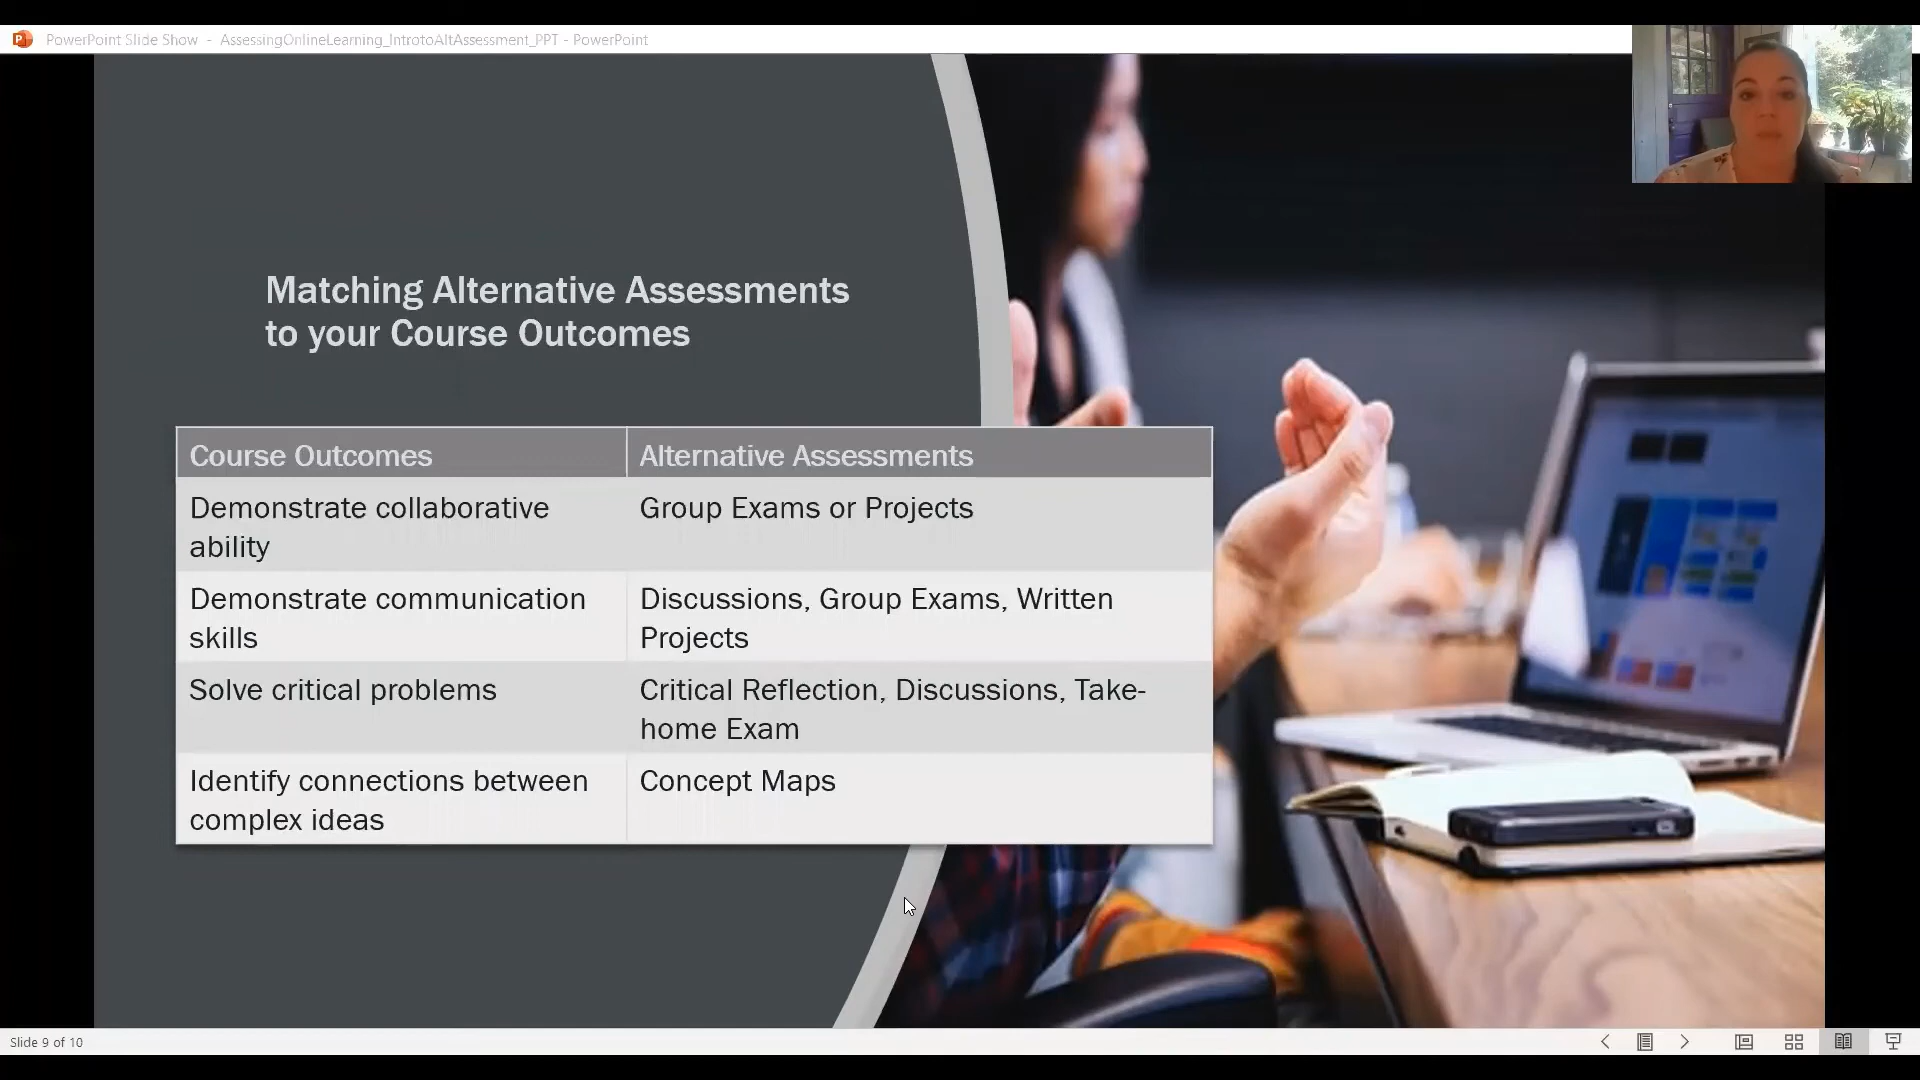 PowerPoint Slide Show - AssessingOnlineLearning_IntrotoAltAssessment_PPT - PowerPoint
Matching Alternative Assessments
to your Course Outcomes
Course Outcomes
Alternative Assessments
Demonstrate collaborative
ability
Group Exams or Projects
Demonstrate communication
skills
Discussions, Group Exams, Written
Projects
Solve critical problems
Critical Reflection, Discussions, Take-
home Exam
Identify connections between
complex ideas
Concept Maps
Slide 9 of 10